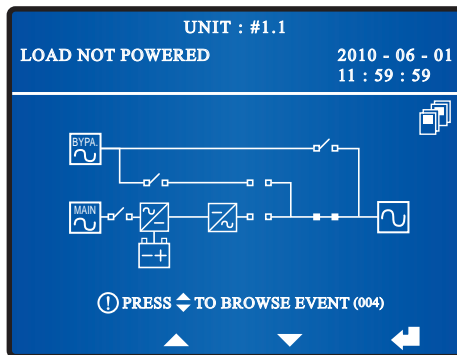 UNIT : #1.1
LOAD NOT POWERED
2010 - 06 - 01
11 : 59 : 59
BYPA.
MAIN
! PRESS TO BROWSE EVENT (004)